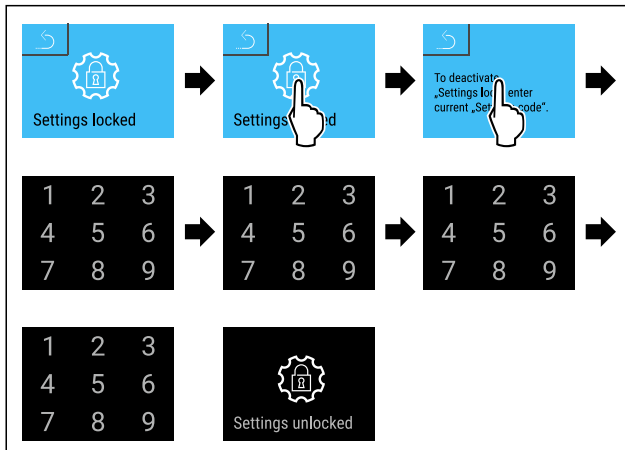 Settings locked
Settings
To deactivate
„Settings enter
current „Set code".
1 2 3
4 5 6
7 8 9
1 2 3
4 5 6
7 8 9
1 2 3
4 5 6
7 8 9
1 2 3
4 5 6
7 8 9
Settings unlocked